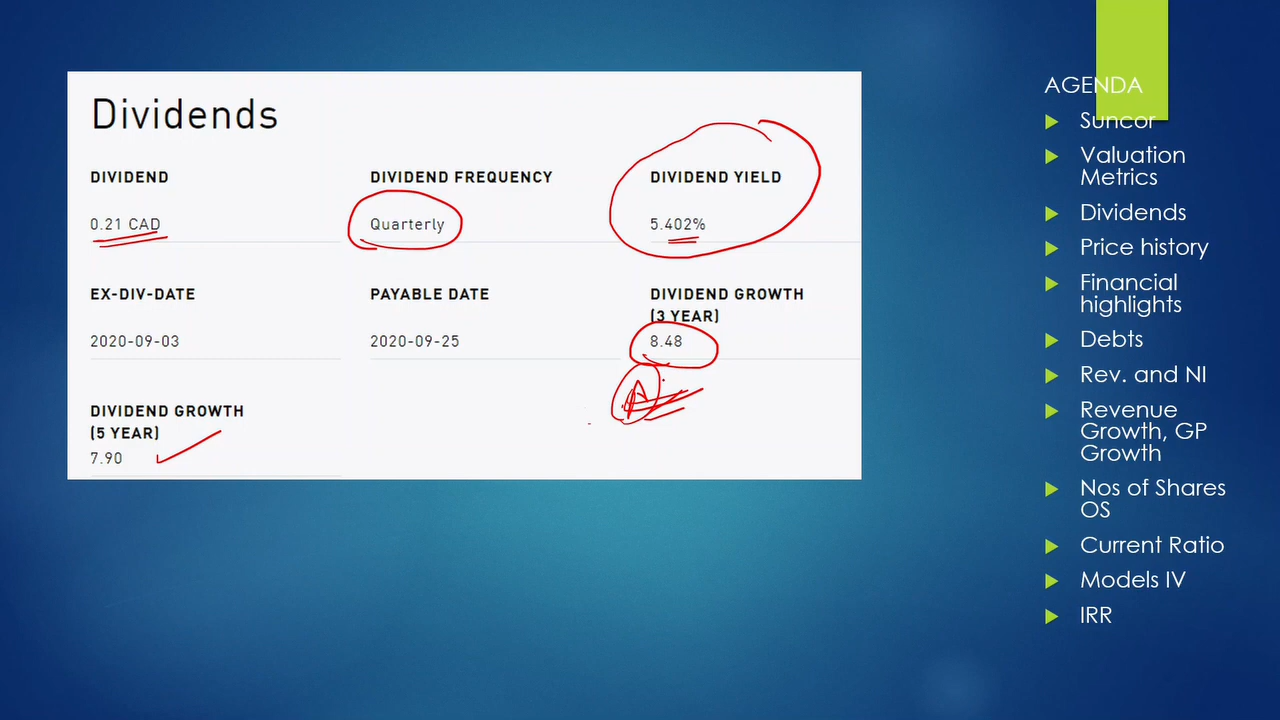 Dividends
DIVIDEND
0.21 CAD
DIVIDEND FREQUENCY
Quarterly
DIVIDEND YIELD
5.402%
EX-DIV-DATE
2020-09-03
PAYABLE DATE
2020-09-25
DIVIDEND GROWTH
(3 YEAR)
8.48
A
DIVIDEND GROWTH
(5 YEAR)
7.90
AGENDA
Suncor
Valuation
Metrics
Dividends
Price history
Financial
highlights
Debts
Rev. and NI
Revenue
Growth, GP
Growth
Nos of Shares
OS
Current Ratio
Models IV
IRR